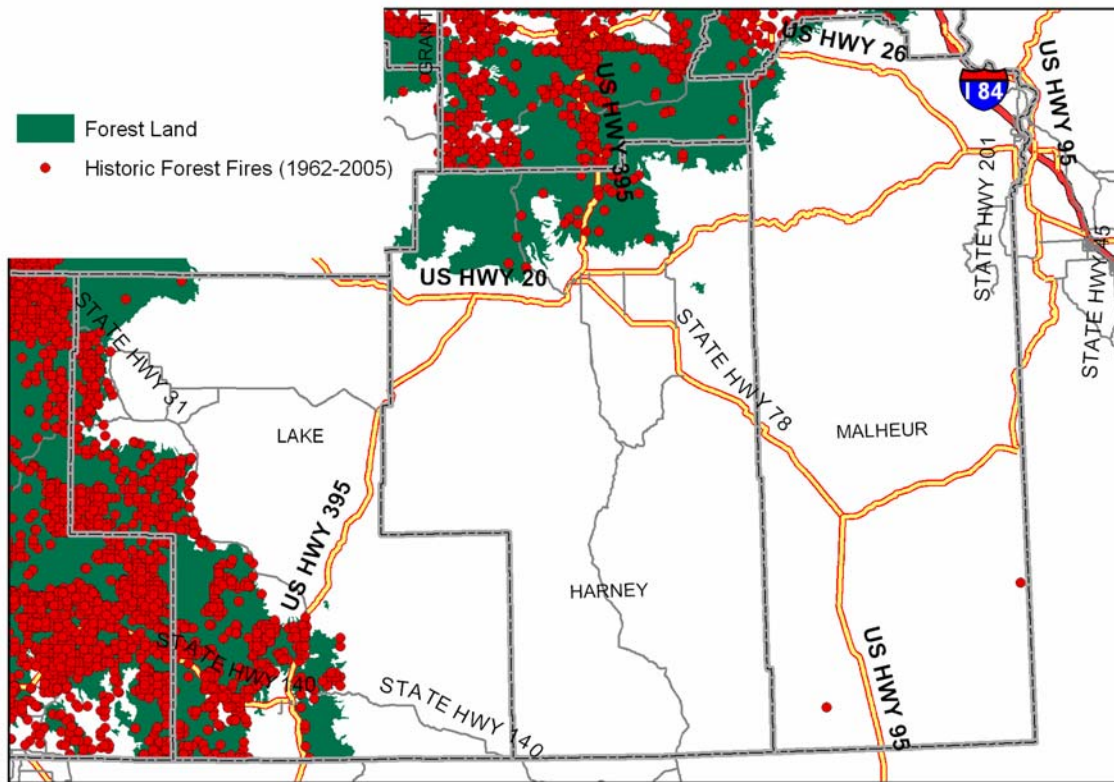 GRANT
US HWY 26
I 84
US HWY 95
Forest Land
US HWY 395
Historic Forest Fires (1962-2005)
STATE HWY 201
STATE HWY 45
US HWY 20
STATE HWY 31
STATE HWY 78
LAKE
MALHEUR
US HWY 395
HARNEY
STATE HWY 140
US HWY 95
STATE HWY 140